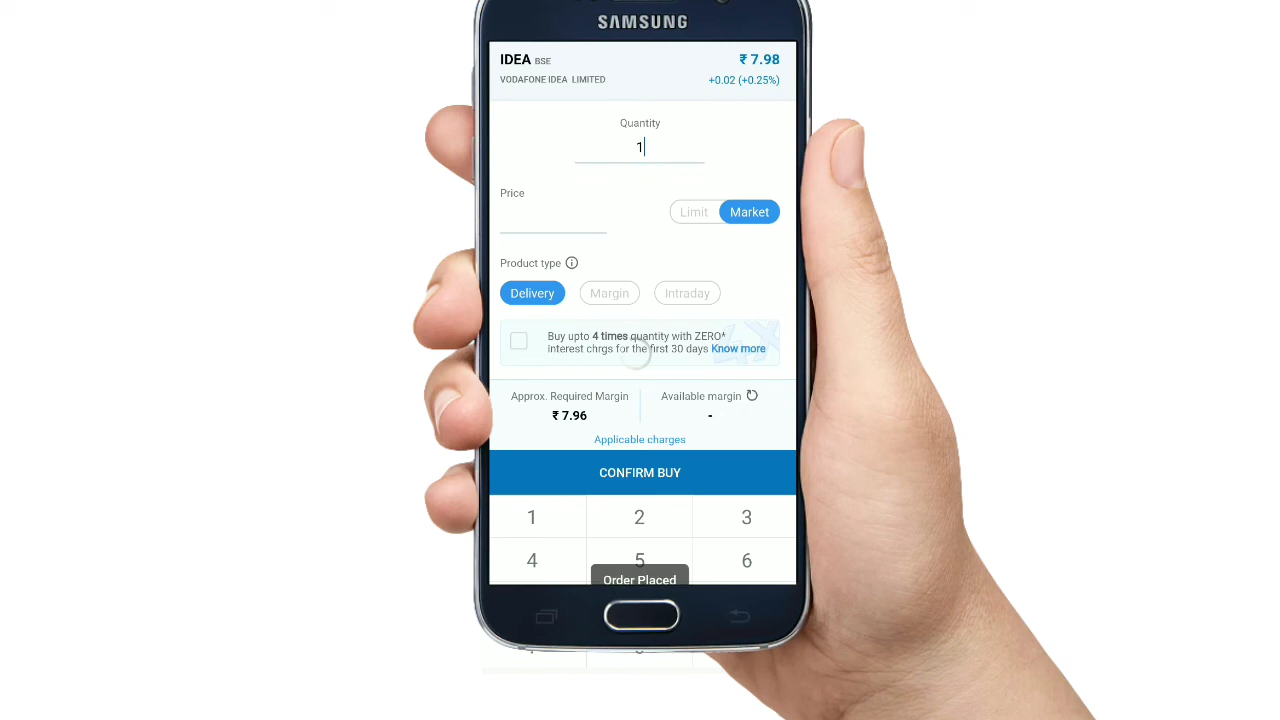 SAMSUNG
IDEA BSE
₹ 7.98
VODAFONE IDEA LIMITED
+0.02 (+0.25%)
Quantity
1
Price
Limit
Market
Product type
Delivery
Margin
Intraday
Buy upto 4 times quantity with ZERO*
interest chrgs for the first 30 days Know more
Approx. Required Margin
Available margin
₹ 7.96
-
Applicable charges
CONFIRM BUY
1 2 3
4 5 6
Order Placed